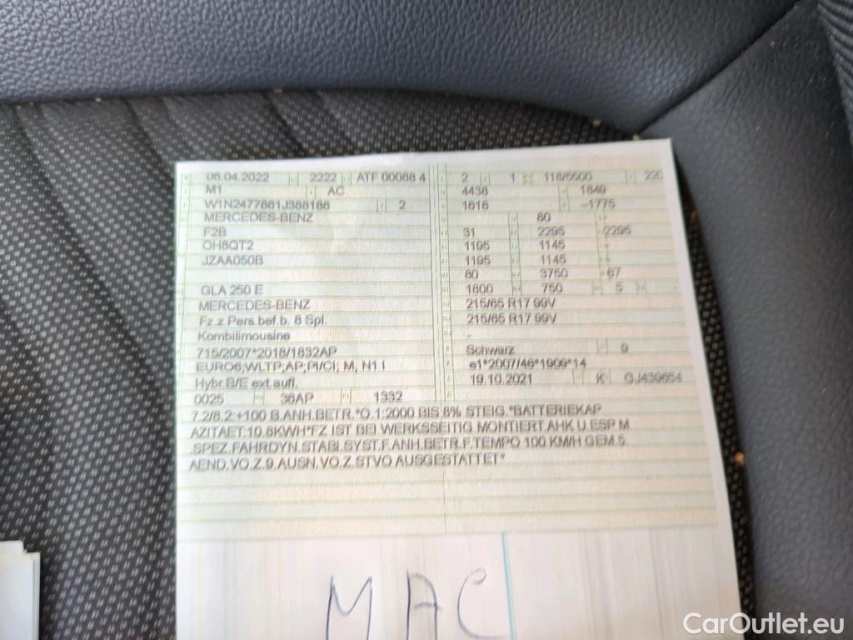 06.04.2022 2222 ATF 00068 4 2 1 118/5500 220
M1 AC 4438 1849
W1N2477861J388186 2 1616 -1775
MERCEDES-BENZ 80
F2B 31 2295 2295
OH8QT2 1195 1145
JZAA050B 1195 1145
80 3750 67
GLA 250 E 1800 750 5
MERCEDES-BENZ 215/65 R17 99V
Fz.z.Pers.bef.b. 8 Spl. 215/65 R17 99V
Kombilimousine -
715/2007*2018/1832AP Schwarz 9
EURO6;WLTP;AP;PI/CI; M, N1 I e1*2007/46*1909*14
Hybr.B/E ext.aufl. 19.10.2021 K GJ439654
0025 36AP 1332
7.2/8.2:+100 B.ANH.BETR.*O.1:2000 BIS 8% STEIG.*BATTERIEKAP
AZITAET:10.8KWH*FZ IST BEI WERKSSEITIG MONTIERT.AHK U.ESP M
.SPEZ.FAHRDYN.STABI.SYST.F.ANH.BETR.F.TEMPO 100 KM/H GEM.5.
AEND.VO.Z.9.AUSN.VO.Z.STVO AUSGESTATTET*
MAC
CarOutlet.eu